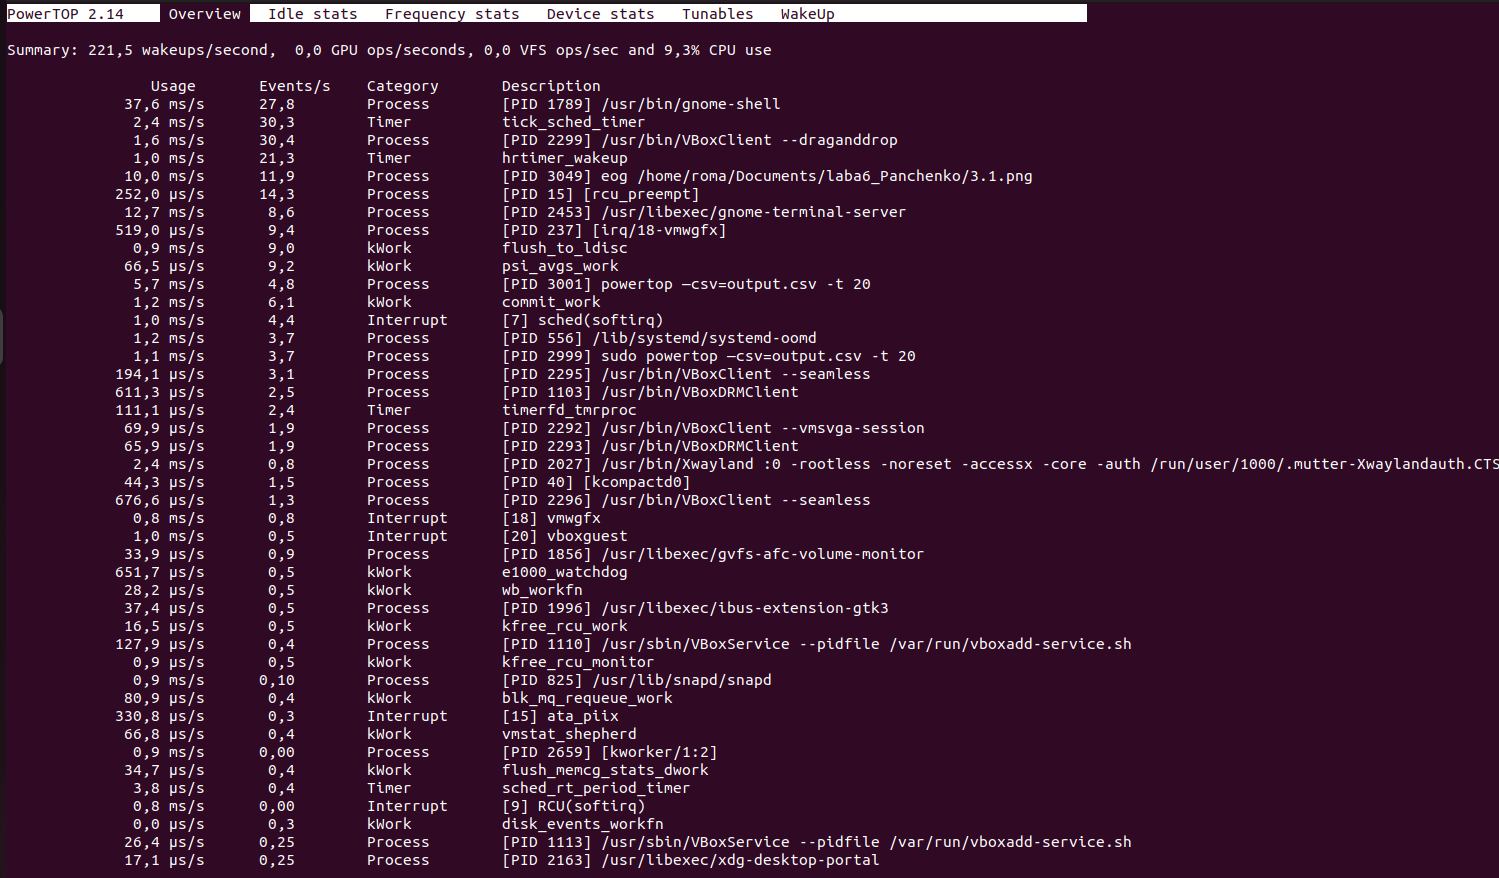 PowerTOP 2.14     Overview   Idle stats   Frequency stats   Device stats   Tunables   WakeUp
Summary: 221,5 wakeups/second,  0,0 GPU ops/seconds, 0,0 VFS ops/sec and 9,3% CPU use
Usage       Events/s    Category       Description
37,6 ms/s      27,8        Process        [PID 1789] /usr/bin/gnome-shell
2,4 ms/s      30,3        Timer          tick_sched_timer
1,6 ms/s      30,4        Process        [PID 2299] /usr/bin/VBoxClient --draganddrop
1,0 ms/s      21,3        Timer          hrtimer_wakeup
10,0 ms/s      11,9        Process        [PID 3049] eog /home/roma/Documents/laba6_Panchenko/3.1.png
252,0 µs/s      14,3        Process        [PID 15] [rcu_preempt]
12,7 ms/s       8,6        Process        [PID 2453] /usr/libexec/gnome-terminal-server
519,0 µs/s       9,4        Process        [PID 237] [irq/18-vmwgfx]
0,9 ms/s       9,0        kWork          flush_to_ldisc
66,5 µs/s       9,2        kWork          psi_avgs_work
5,7 ms/s       4,8        Process        [PID 3001] powertop —csv=output.csv -t 20
1,2 ms/s       6,1        kWork          commit_work
1,0 ms/s       4,4        Interrupt      [7] sched(softirq)
1,2 ms/s       3,7        Process        [PID 556] /lib/systemd/systemd-oomd
1,1 ms/s       3,7        Process        [PID 2999] sudo powertop —csv=output.csv -t 20
194,1 µs/s       3,1        Process        [PID 2295] /usr/bin/VBoxClient --seamless
611,3 µs/s       2,5        Process        [PID 1103] /usr/bin/VBoxDRMClient
111,1 µs/s       2,4        Timer          timerfd_tmrproc
69,9 µs/s       1,9        Process        [PID 2292] /usr/bin/VBoxClient --vmsvga-session
65,9 µs/s       1,9        Process        [PID 2293] /usr/bin/VBoxDRMClient
2,4 ms/s       0,8        Process        [PID 2027] /usr/bin/Xwayland :0 -rootless -noreset -accessx -core -auth /run/user/1000/.mutter-Xwaylandauth.CTS
44,3 µs/s       1,5        Process        [PID 40] [kcompactd0]
676,6 µs/s       1,3        Process        [PID 2296] /usr/bin/VBoxClient --seamless
0,8 ms/s       0,8        Interrupt      [18] vmwgfx
1,0 ms/s       0,5        Interrupt      [20] vboxguest
33,9 µs/s       0,9        Process        [PID 1856] /usr/libexec/gvfs-afc-volume-monitor
651,7 µs/s       0,5        kWork          e1000_watchdog
28,2 µs/s       0,5        kWork          wb_workfn
37,4 µs/s       0,5        Process        [PID 1996] /usr/libexec/ibus-extension-gtk3
16,5 µs/s       0,5        kWork          kfree_rcu_work
127,9 µs/s       0,4        Process        [PID 1110] /usr/sbin/VBoxService --pidfile /var/run/vboxadd-service.sh
0,9 µs/s       0,5        kWork          kfree_rcu_monitor
0,9 ms/s      0,10        Process        [PID 825] /usr/lib/snapd/snapd
80,9 µs/s       0,4        kWork          blk_mq_requeue_work
330,8 µs/s       0,3        Interrupt      [15] ata_piix
66,8 µs/s       0,4        kWork          vmstat_shepherd
0,9 ms/s      0,00        Process        [PID 2659] [kworker/1:2]
34,7 µs/s       0,4        kWork          flush_memcg_stats_dwork
3,8 µs/s       0,4        Timer          sched_rt_period_timer
0,8 ms/s      0,00        Interrupt      [9] RCU(softirq)
0,0 µs/s       0,3        kWork          disk_events_workfn
26,4 µs/s      0,25        Process        [PID 1113] /usr/sbin/VBoxService --pidfile /var/run/vboxadd-service.sh
17,1 µs/s      0,25        Process        [PID 2163] /usr/libexec/xdg-desktop-portal